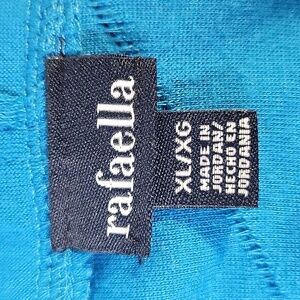 rafaella
XL/XG
MADE IN
JORDAN/
HECHO EN
JORDANIA